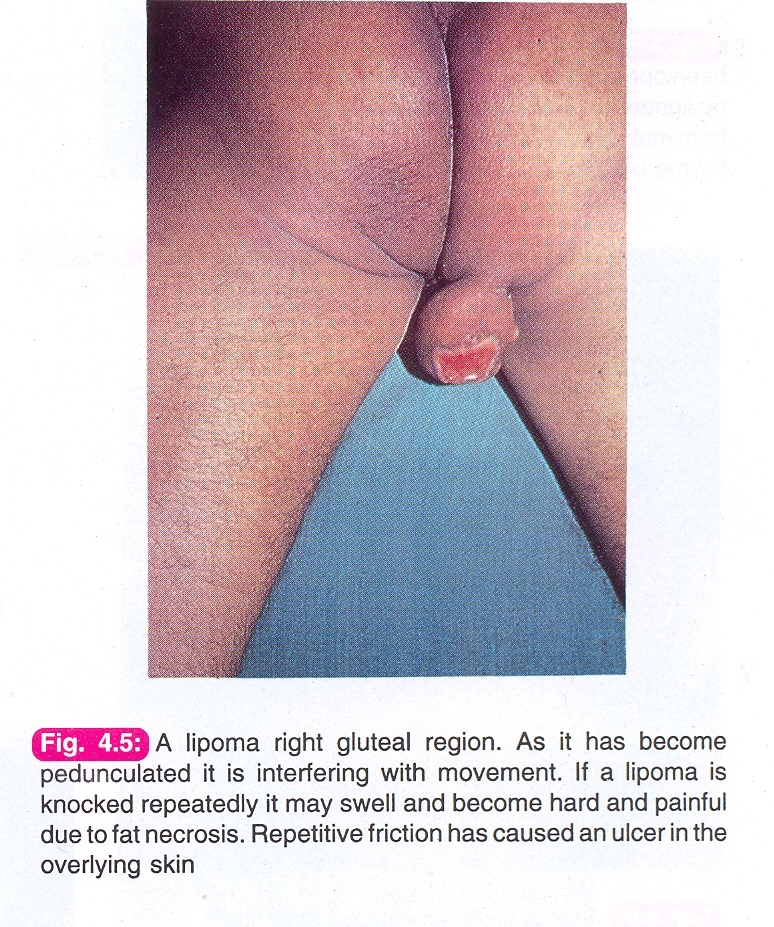 Fig. 4.5: A lipoma right gluteal region. As it has become
pedunculated it is interfering with movement. If a lipoma is
knocked repeatedly it may swell and become hard and painful
due to fat necrosis. Repetitive friction has caused an ulcer in the
overlying skin